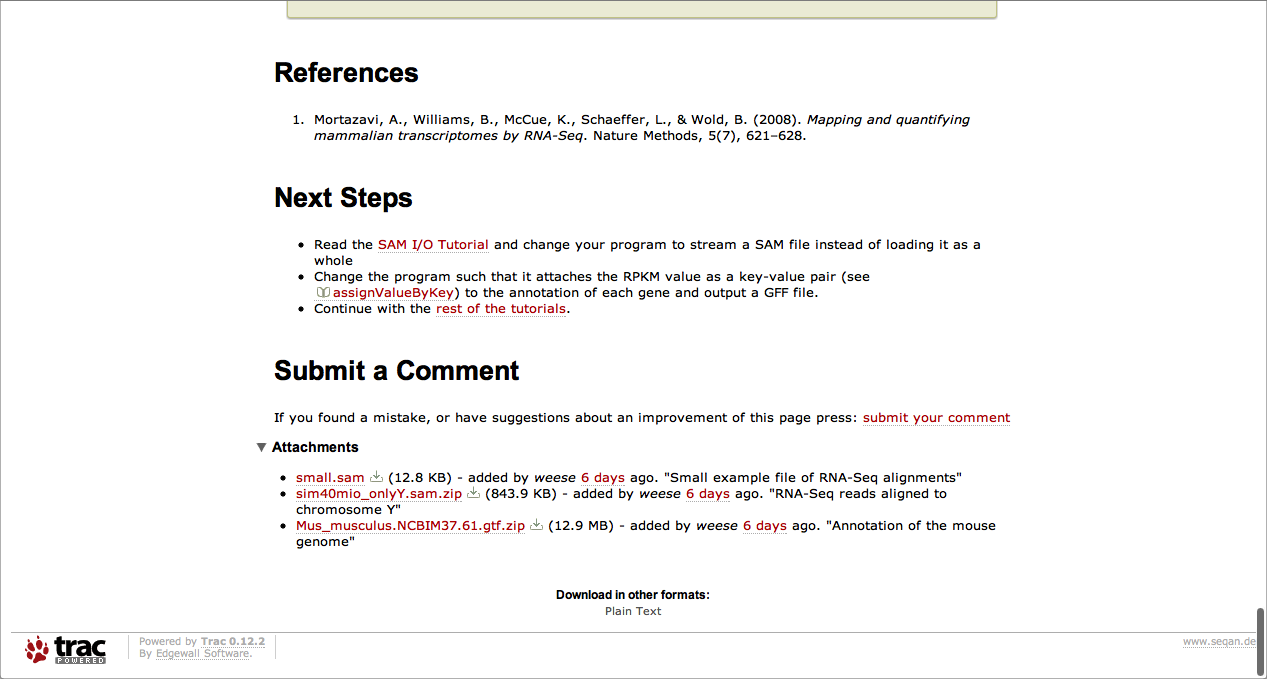 References
1. Mortazavi, A., Williams, B., McCue, K., Schaeffer, L., & Wold, B. (2008). Mapping and quantifying
mammalian transcriptomes by RNA-Seq. Nature Methods, 5(7), 621–628.
Next Steps
• Read the SAM I/O Tutorial and change your program to stream a SAM file instead of loading it as a
whole
• Change the program such that it attaches the RPKM value as a key-value pair (see
assignValueByKey) to the annotation of each gene and output a GFF file.
• Continue with the rest of the tutorials.
Submit a Comment
If you found a mistake, or have suggestions about an improvement of this page press: submit your comment
▼ Attachments
• small.sam (12.8 KB) - added by weese 6 days ago. "Small example file of RNA-Seq alignments"
• sim40mio_onlyY.sam.zip (843.9 KB) - added by weese 6 days ago. "RNA-Seq reads aligned to
chromosome Y"
• Mus_musculus.NCBIM37.61.gtf.zip (12.9 MB) - added by weese 6 days ago. "Annotation of the mouse
genome"
Download in other formats:
Plain Text
trac
POWERED
Powered by Trac 0.12.2
By Edgewall Software.
www.seqan.de